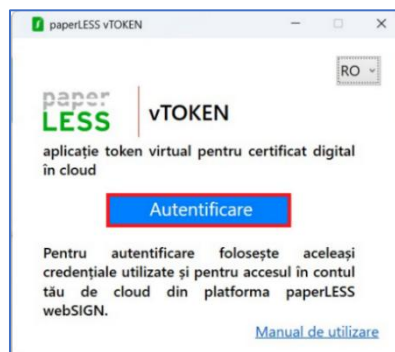 paperLESS vTOKEN
RO
paper
LESS
vTOKEN
aplicație token virtual pentru certificat digital
în cloud
Autentificare
Pentru autentificare folosește aceleași
credențiale utilizate și pentru accesul în contul
tău de cloud din platforma paperLESS
webSIGN.
Manual de utilizare